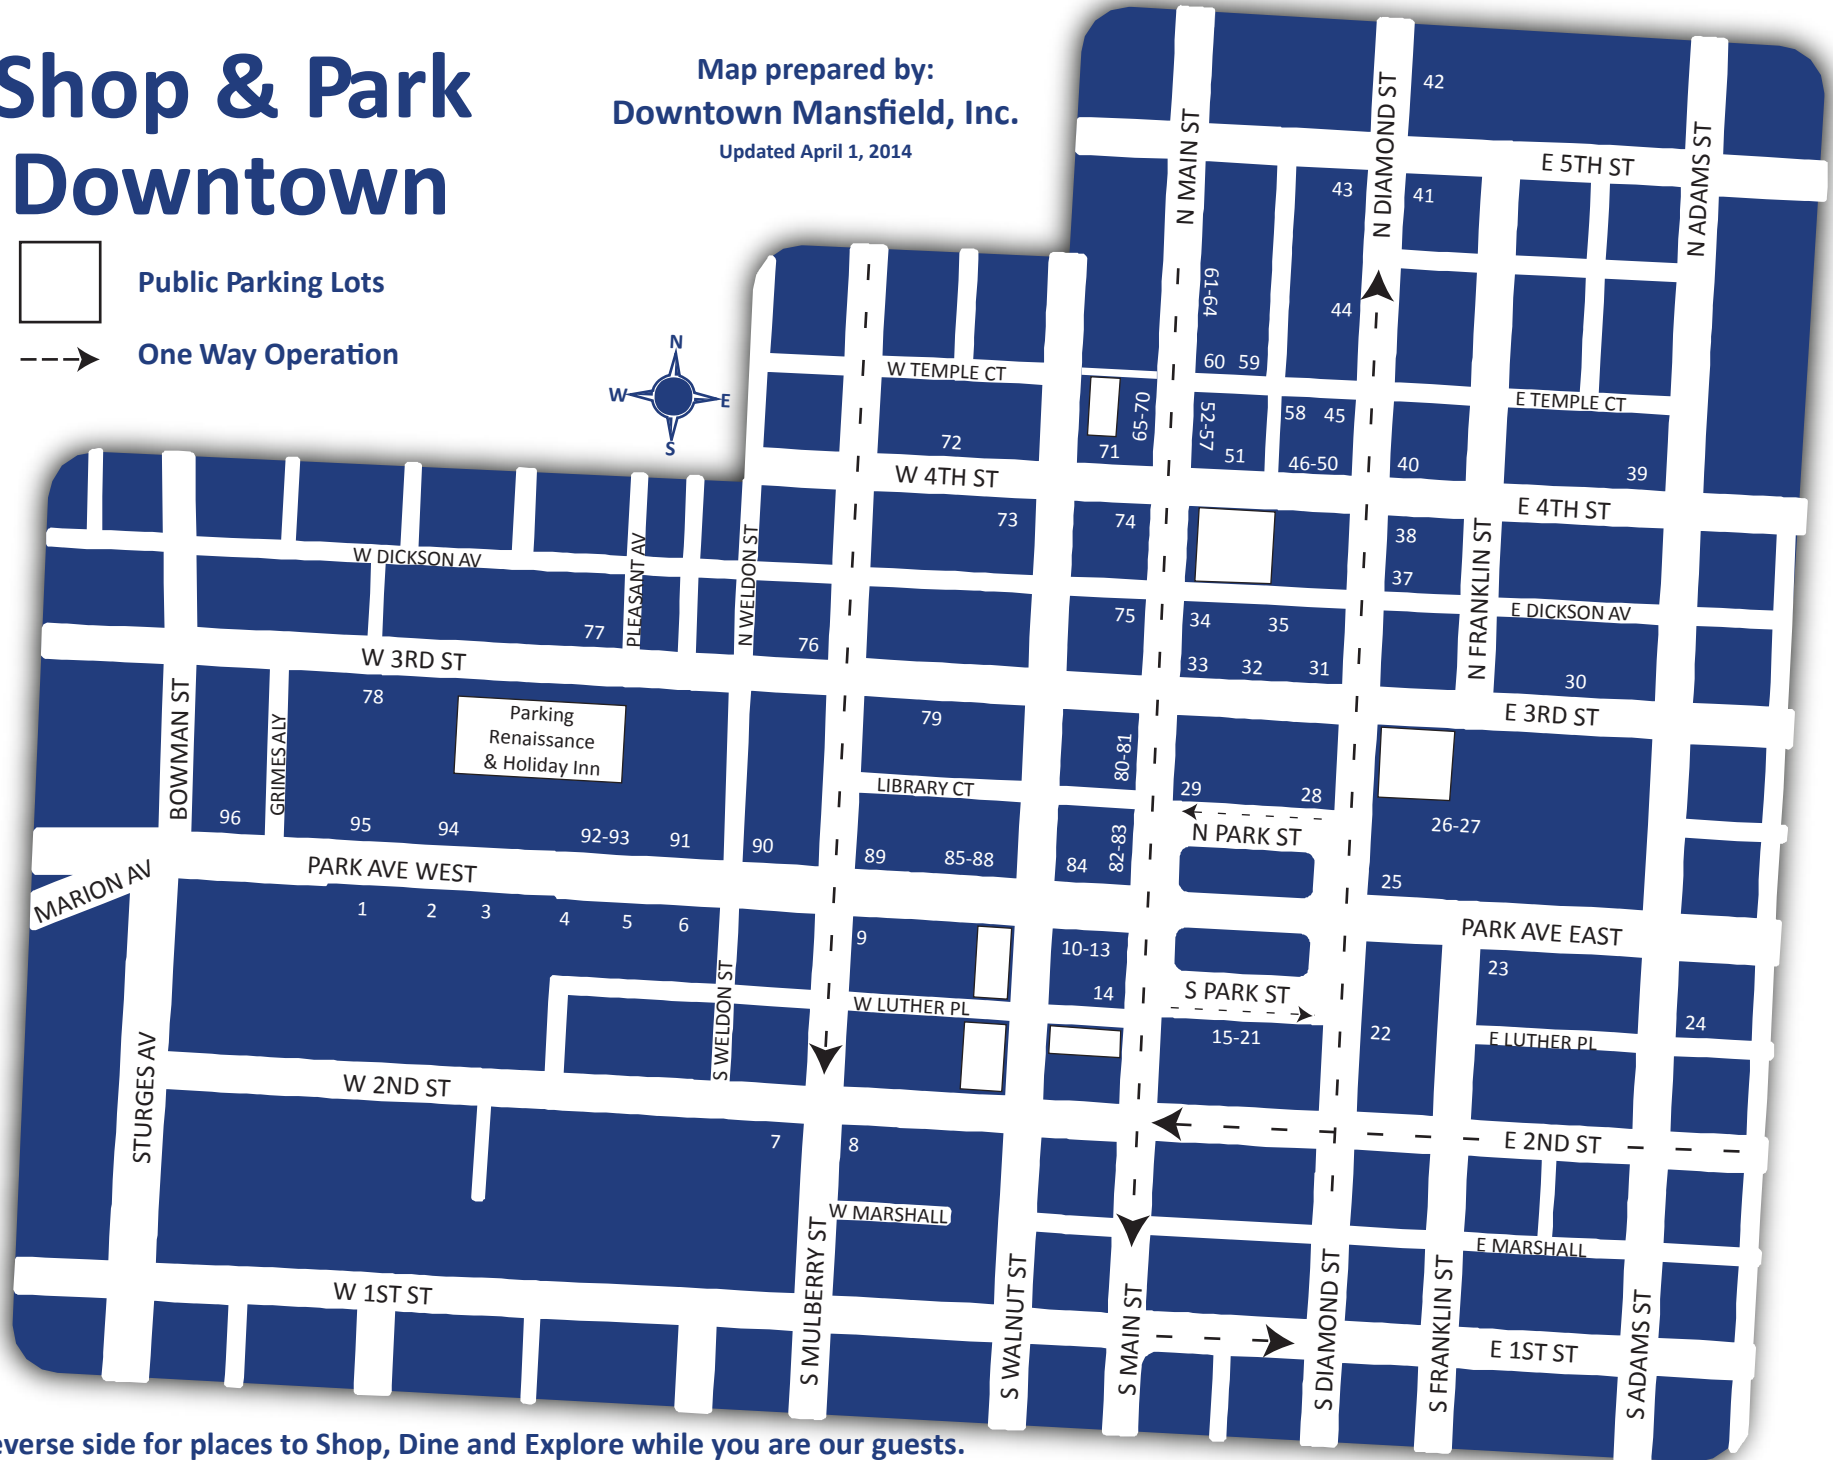 Shop & Park
Downtown
Public Parking Lots
One Way Operation
Map prepared by:
Downtown Mansfield, Inc.
Updated April 1, 2014
N
W
E
S
42
N MAIN ST
N DIAMOND ST
N ADAMS ST
E 5TH ST
43
41
61-64
44
60
59
W TEMPLE CT
E TEMPLE CT
72
71
65-70
52-57
51
58
45
46-50
40
39
W 4TH ST
E 4TH ST
73
74
38
37
N FRANKLIN ST
W DICKSON AV
PLEASANT AV
N WELDON ST
E DICKSON AV
77
76
75
34
35
33
32
31
30
W 3RD ST
E 3RD ST
BOWMAN ST
GRIMES ALY
78
Parking
Renaissance
& Holiday Inn
79
80-81
LIBRARY CT
29
28
N PARK ST
26-27
96
95
94
92-93
91
90
89
85-88
84
82-83
25
MARION AV
PARK AVE WEST
PARK AVE EAST
1
2
3
4
5
6
9
10-13
14
23
24
S WELDON ST
W LUTHER PL
S PARK ST
15-21
22
E LUTHER PL
STURGES AV
W 2ND ST
E 2ND ST
7
8
W MARSHALL
E MARSHALL
S MULBERRY ST
S WALNUT ST
S MAIN ST
S DIAMOND ST
S FRANKLIN ST
S ADAMS ST
W 1ST ST
E 1ST ST
everse side for places to Shop, Dine and Explore while you are our guests.